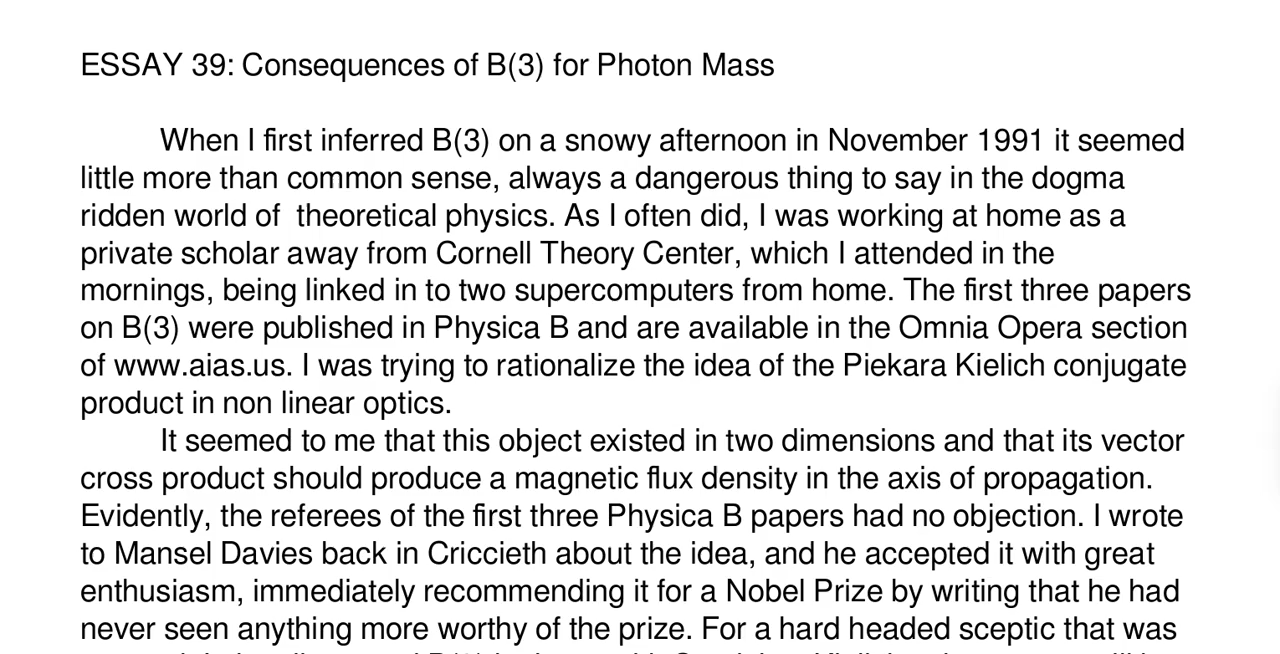 ESSAY 39: Consequences of B(3) for Photon Mass
When I first inferred B(3) on a snowy afternoon in November 1991 it seemed
little more than common sense, always a dangerous thing to say in the dogma
ridden world of  theoretical physics. As I often did, I was working at home as a
private scholar away from Cornell Theory Center, which I attended in the
mornings, being linked in to two supercomputers from home. The first three papers
on B(3) were published in Physica B and are available in the Omnia Opera section
of www.aias.us. I was trying to rationalize the idea of the Piekara Kielich conjugate
product in non linear optics.
It seemed to me that this object existed in two dimensions and that its vector
cross product should produce a magnetic flux density in the axis of propagation.
Evidently, the referees of the first three Physica B papers had no objection. I wrote
to Mansel Davies back in Criccieth about the idea, and he accepted it with great
enthusiasm, immediately recommending it for a Nobel Prize by writing that he had
never seen anything more worthy of the prize. For a hard headed sceptic that was